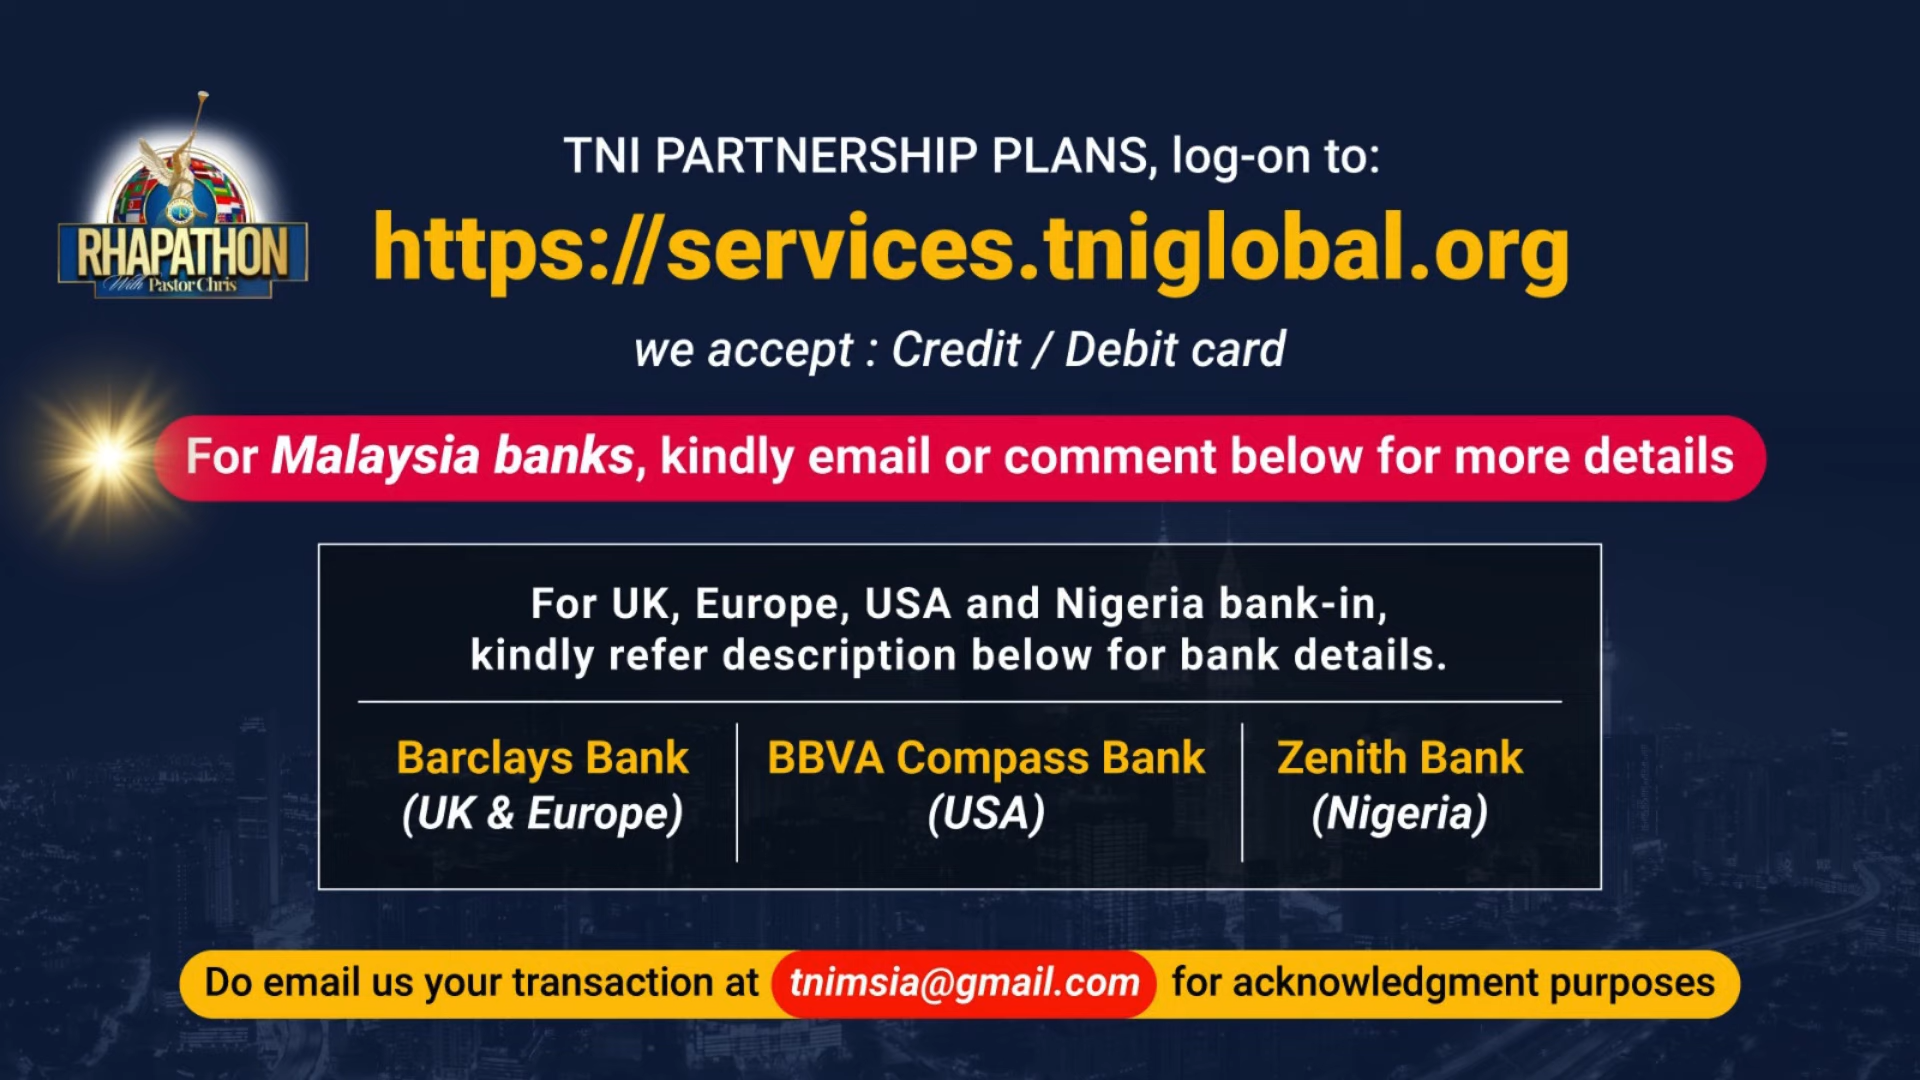 RHAPATHON
With Pastor Chris
TNI PARTNERSHIP PLANS, log-on to:
https://services.tniglobal.org
we accept : Credit / Debit card
For Malaysia banks, kindly email or comment below for more details
For UK, Europe, USA and Nigeria bank-in,
kindly refer description below for bank details.
Barclays Bank
(UK & Europe)
BBVA Compass Bank
(USA)
Zenith Bank
(Nigeria)
Do email us your transaction at tnimsia@gmail.com for acknowledgment purposes